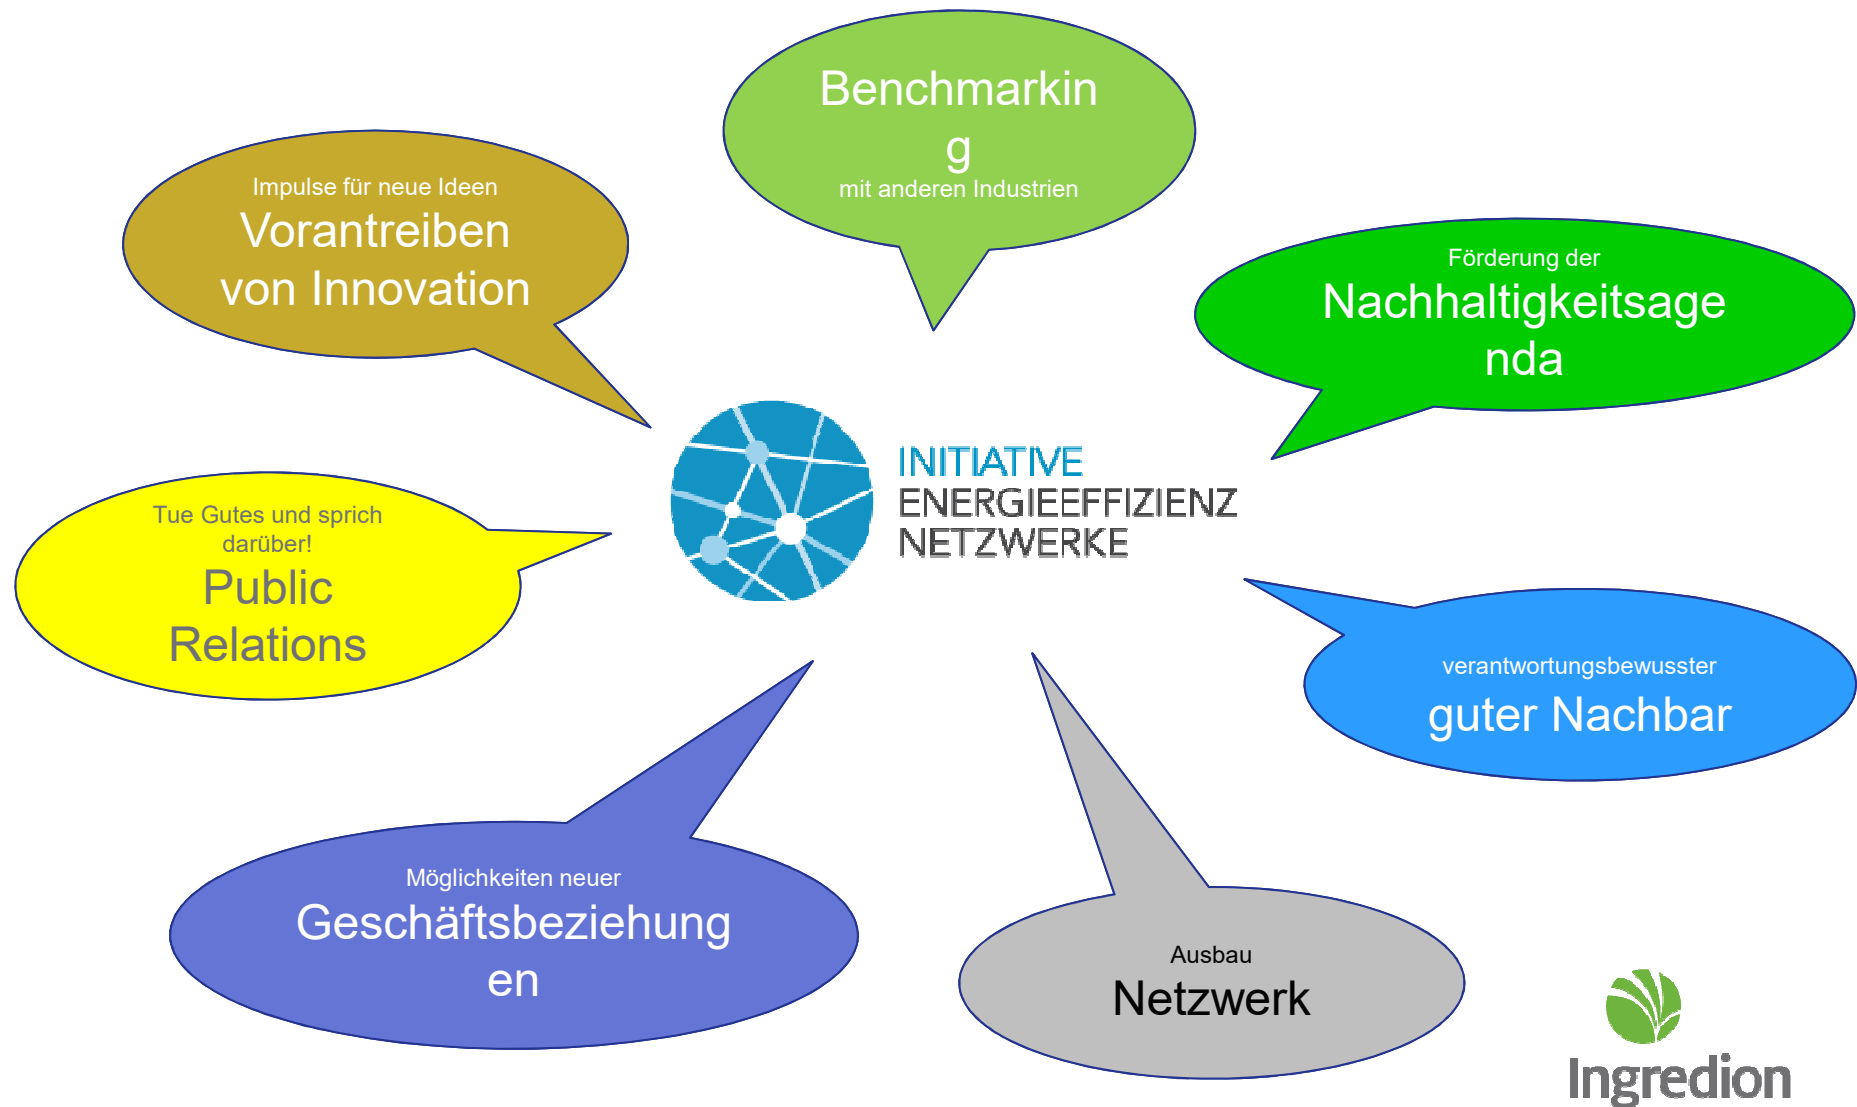 Benchmarkin
g
mit anderen Industrien
Impulse für neue Ideen
Vorantreiben
von Innovation
Förderung der
Nachhaltigkeitsage
nda
INITIATIVE
ENERGIEEFFIZIENZ
NETZWERKE
Tue Gutes und sprich
darüber!
Public
Relations
verantwortungsbewusster
guter Nachbar
Möglichkeiten neuer
Geschäftsbeziehung
en
Ausbau
Netzwerk
Ingredion